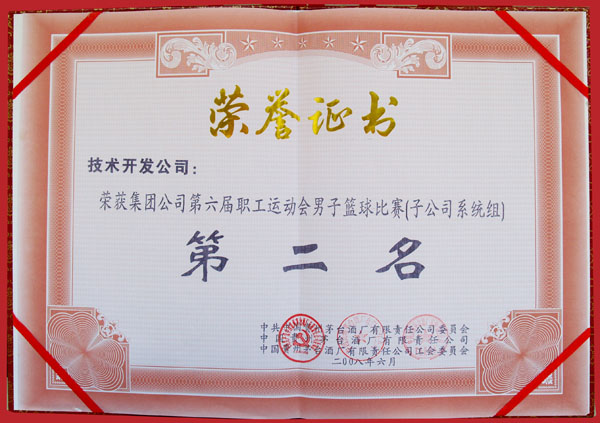 荣誉证书
技术开发公司：
荣获集团公司第六届职工运动会男子篮球比赛(子公司系统组)
第二名
中共 茅台酒厂有限责任公司委员会
中国 茅台酒厂有限责任公司
中国贵州茅台酒厂有限责任公司工会委员会
二00八年六月